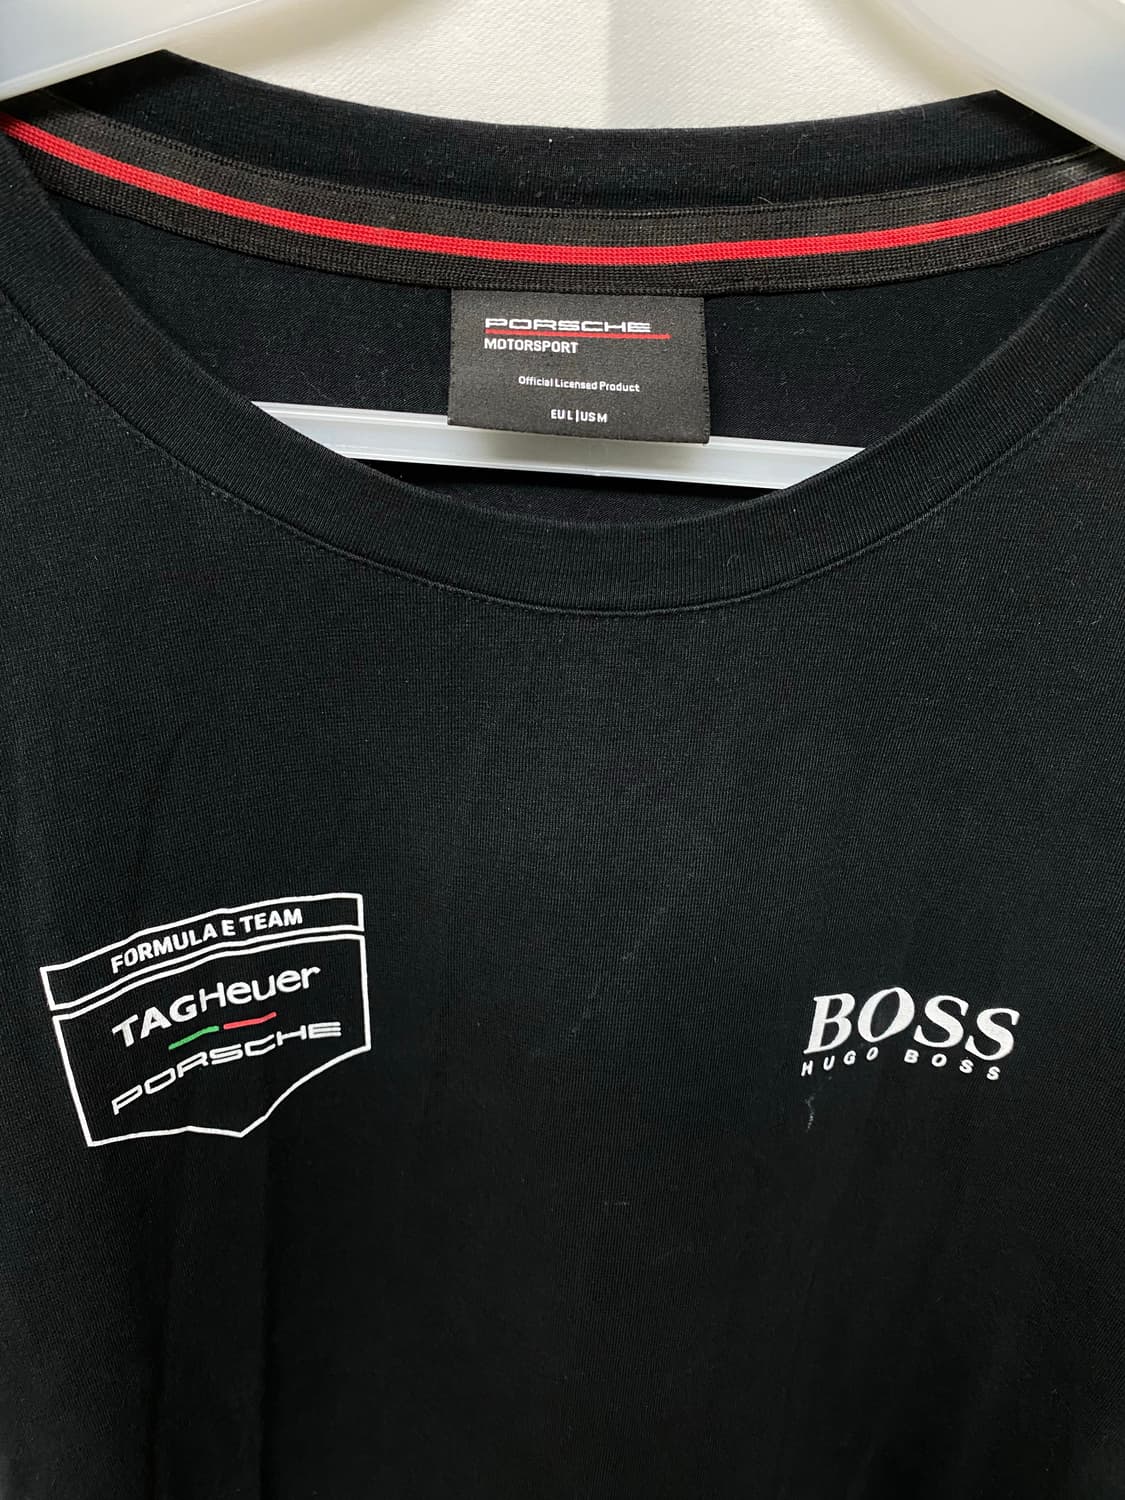 PORSCHE
MOTORSPORT
Official Licensed Product
EU L | US M
FORMULA E TEAM
TAGHeuer
PORSCHE
BOSS
HUGO BOSS